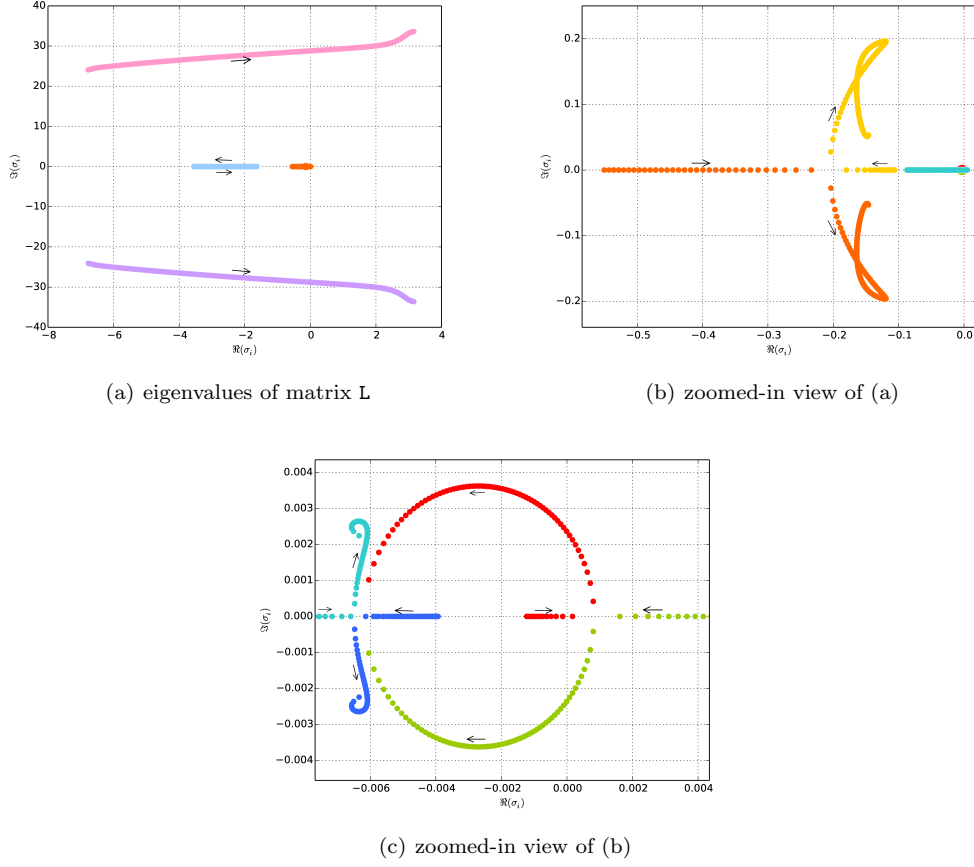 40
30
20
10
0
−10
−20
−30
−40
ℑ(σᵢ)
−8 −6 −4 −2 0 2 4
ℜ(σᵢ)
(a) eigenvalues of matrix L
0.2
0.1
0.0
−0.1
−0.2
ℑ(σᵢ)
−0.5 −0.4 −0.3 −0.2 −0.1 0.0
ℜ(σᵢ)
(b) zoomed-in view of (a)
0.004
0.003
0.002
0.001
0.000
−0.001
−0.002
−0.003
−0.004
ℑ(σᵢ)
−0.006 −0.004 −0.002 0.000 0.002 0.004
ℜ(σᵢ)
(c) zoomed-in view of (b)